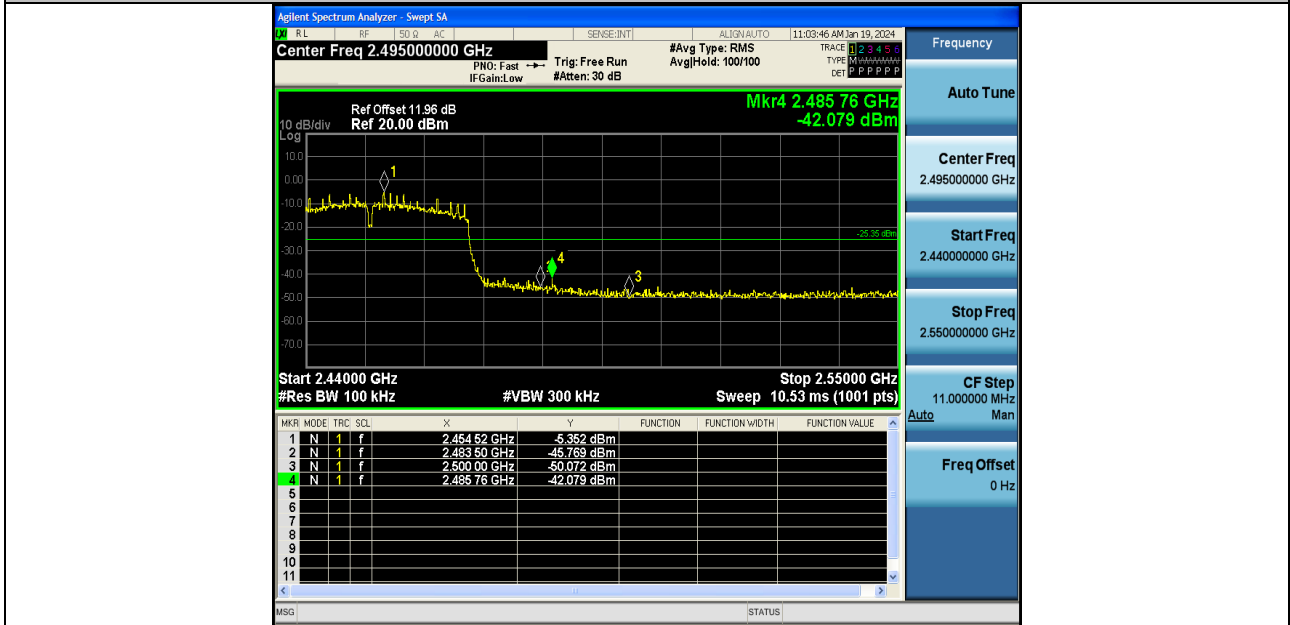 Agilent Spectrum Analyzer - Swept SA
RL RF 50 Ω AC SENSE:INT ALIGN AUTO 11:03:46 AM Jan 19, 2024
Center Freq 2.495000000 GHz
#Avg Type: RMS
TRACE 1 2 3 4 5 6
PNO: Fast
Trig: Free Run
Avg|Hold: 100/100
TYPE M
IFGain:Low
#Atten: 30 dB
DET P P P P P P
Mkr4 2.485 76 GHz
-42.079 dBm
Ref Offset 11.96 dB
10 dB/div Ref 20.00 dBm
Log
10.0
0.00
-10.0
-20.0
-30.0
-40.0
-50.0
-60.0
-70.0
1
4
3
-25.35 dBm
Start 2.44000 GHz Stop 2.55000 GHz
#Res BW 100 kHz #VBW 300 kHz Sweep 10.53 ms (1001 pts)
MKR MODE TRC SCL X Y FUNCTION FUNCTION WIDTH FUNCTION VALUE
1 N 1 f 2.454 52 GHz -5.352 dBm
2 N 1 f 2.483 50 GHz -45.769 dBm
3 N 1 f 2.500 00 GHz -50.072 dBm
4 N 1 f 2.485 76 GHz -42.079 dBm
5
6
7
8
9
10
11
MSG STATUS
Frequency
Auto Tune
Center Freq
2.495000000 GHz
Start Freq
2.440000000 GHz
Stop Freq
2.550000000 GHz
CF Step
11.000000 MHz
Auto Man
Freq Offset
0 Hz